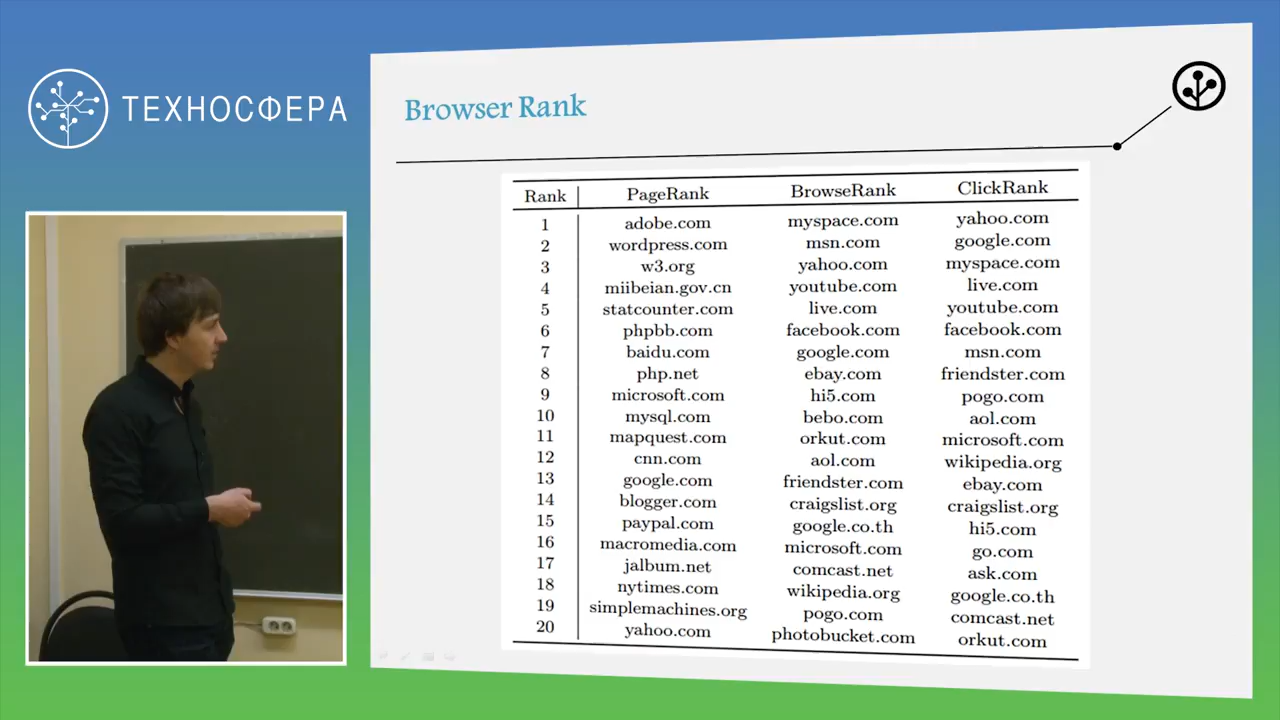 ТЕХНОСФЕРА
Browser Rank
Rank PageRank BrowseRank ClickRank
1 adobe.com myspace.com yahoo.com
2 wordpress.com msn.com google.com
3 w3.org yahoo.com myspace.com
4 miibeian.gov.cn youtube.com live.com
5 statcounter.com live.com youtube.com
6 phpbb.com facebook.com facebook.com
7 baidu.com google.com msn.com
8 php.net ebay.com friendster.com
9 microsoft.com hi5.com pogo.com
10 mysql.com bebo.com aol.com
11 mapquest.com orkut.com microsoft.com
12 cnn.com aol.com wikipedia.org
13 google.com friendster.com ebay.com
14 blogger.com craigslist.org craigslist.org
15 paypal.com google.co.th hi5.com
16 macromedia.com microsoft.com go.com
17 jalbum.net comcast.net ask.com
18 nytimes.com wikipedia.org google.co.th
19 simplemachines.org pogo.com comcast.net
20 yahoo.com photobucket.com orkut.com